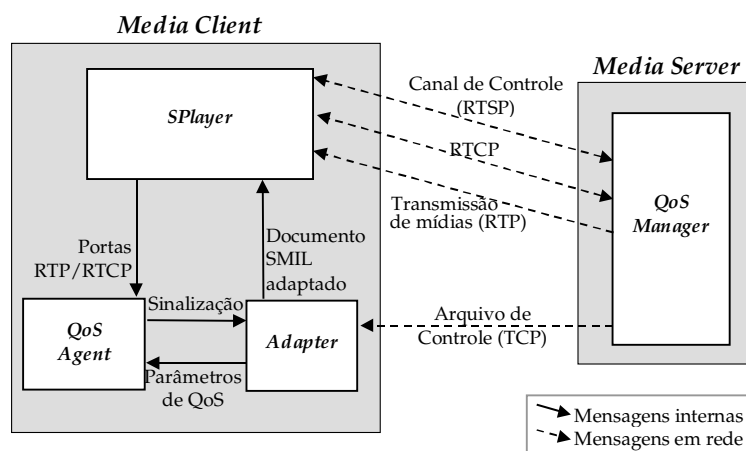 Media Client
Media Server
SPlayer
Canal de Controle
(RTSP)
RTCP
Transmissão
de mídias (RTP)
QoS
Manager
Portas
RTP/RTCP
Documento
SMIL
adaptado
Sinalização
QoS
Agent
Adapter
Parâmetros
de QoS
Arquivo de
Controle (TCP)
Mensagens internas
Mensagens em rede